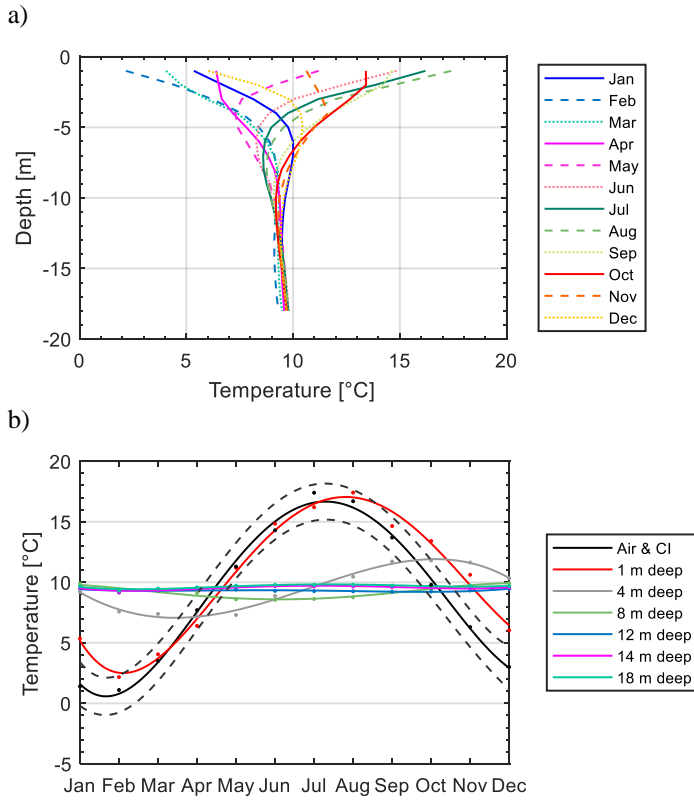 a)
0
-5
-10
-15
-20
Depth [m]
0 5 10 15 20
Temperature [°C]
Jan
Feb
Mar
Apr
May
Jun
Jul
Aug
Sep
Oct
Nov
Dec
b)
20
15
10
5
0
-5
Temperature [°C]
Jan Feb Mar Apr May Jun Jul Aug Sep Oct Nov Dec
Air & CI
1 m deep
4 m deep
8 m deep
12 m deep
14 m deep
18 m deep